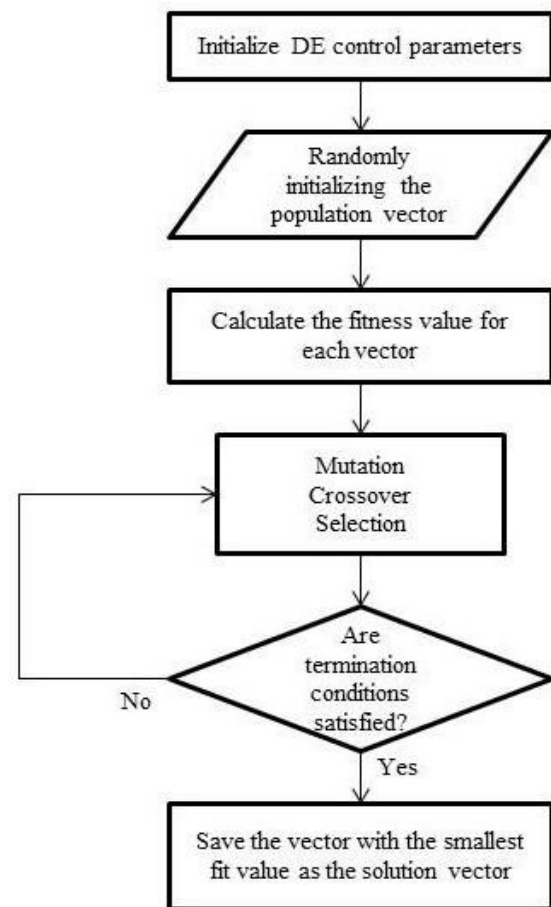 Initialize DE control parameters
Randomly
initializing the
population vector
Calculate the fitness value for
each vector
Mutation
Crossover
Selection
Are
termination
conditions
satisfied?
No
Yes
Save the vector with the smallest
fit value as the solution vector